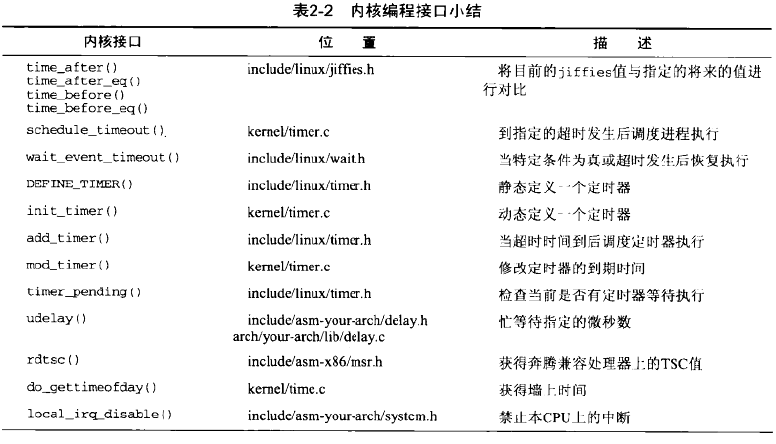 表2-2 内核编程接口小结
内核接口 位 置 描 述
time_after() include/linux/jiffies.h 将目前的jiffies值与指定的将来的值进
time_after_eq() 行对比
time_before()
time_before_eq()
schedule_timeout() kernel/timer.c 到指定的超时发生后调度进程执行
wait_event_timeout() include/linux/wait.h 当特定条件为真或超时发生后恢复执行
DEFINE_TIMER() include/linux/timer.h 静态定义一个定时器
init_timer() kernel/timer.c 动态定义一个定时器
add_timer() include/linux/timer.h 当超时时间到后调度定时器执行
mod_timer() kernel/timer.c 修改定时器的到期时间
timer_pending() include/linux/timer.h 检查当前是否有定时器等待执行
udelay() include/asm-your-arch/delay.h 忙等待指定的微秒数
arch/your-arch/lib/delay.c
rdtsc() include/asm-x86/msr.h 获得奔腾兼容处理器上的TSC值
do_gettimeofday() kernel/time.c 获得墙上时间
local_irq_disable() include/asm-your-arch/system.h 禁止本CPU上的中断